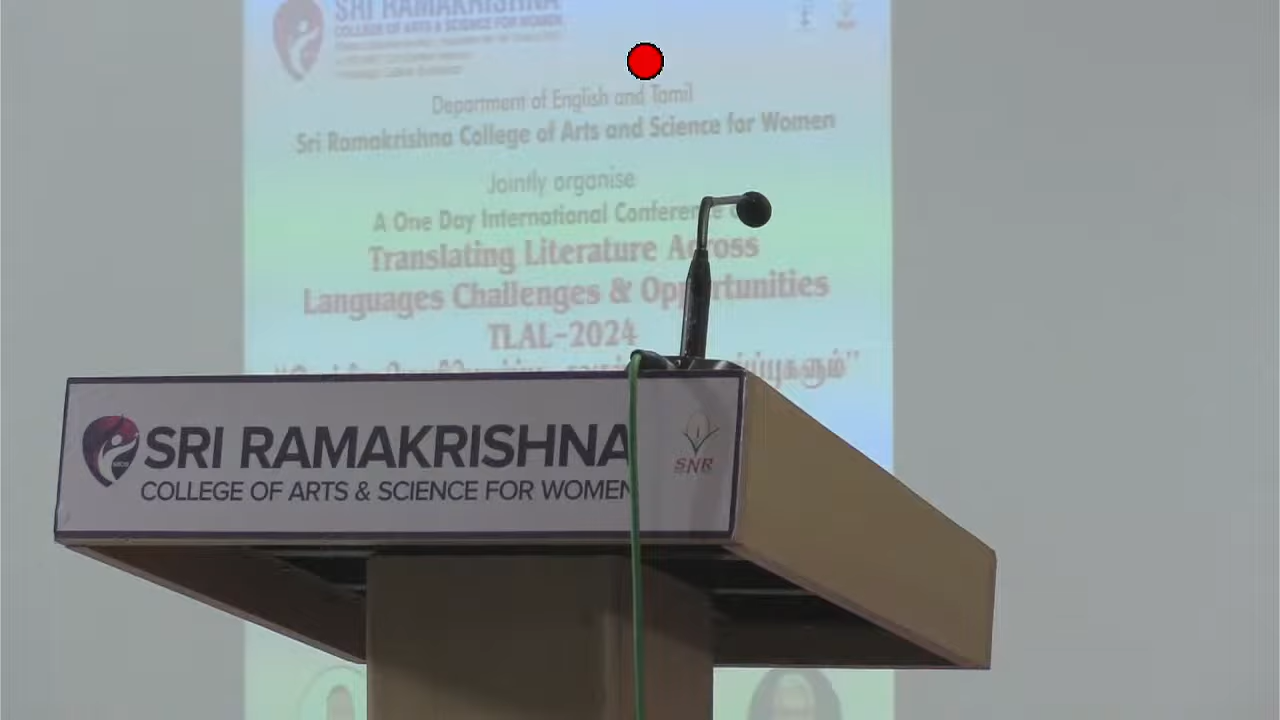 SRI RAMAKRISHNA
COLLEGE OF ARTS & SCIENCE FOR WOMEN
Department of English and Tamil
Sri Ramakrishna College of Arts and Science for Women
Jointly organise
A One Day International Conference
Translating Literature Across
Languages Challenges & Opportunities
TLAL-2024
SRI RAMAKRISHNA
COLLEGE OF ARTS & SCIENCE FOR WOMEN
SNR